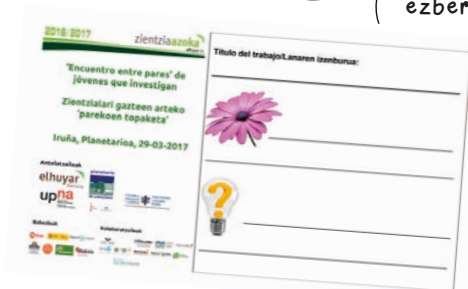 ezber
2016/2017
zientziaazoka
elhuyar
'Encuentro entre pares' de
jóvenes que investigan
Zientzialari gazteen arteko
'parekoen topaketa'
Iruña, Planetarioa, 29-03-2017
Antolatzaileak
elhuyar
upna
Babesleak
Kolaboratzaileak
Título del trabajo/Lanaren izenburua: